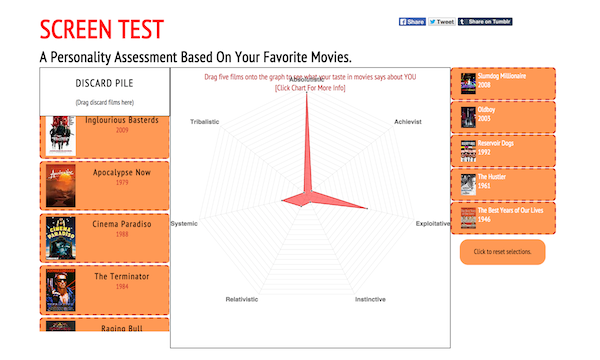 SCREEN TEST
Share
Tweet
Share on Tumblr
A Personality Assessment Based On Your Favorite Movies.
DISCARD PILE
(Drag discard films here)
Inglourious Basterds
2009
Apocalypse Now
1979
Cinema Paradiso
1988
The Terminator
1984
Raging Bull
Drag five films onto the graph to see what your taste in movies says about YOU
[Click Chart For More Info]
Absolutistic
Tribalistic
Achievist
Systemic
Exploitative
Relativistic
Instinctive
Slumdog Millionaire
2008
Oldboy
2003
Reservoir Dogs
1992
The Hustler
1961
The Best Years of Our Lives
1946
Click to reset selections.